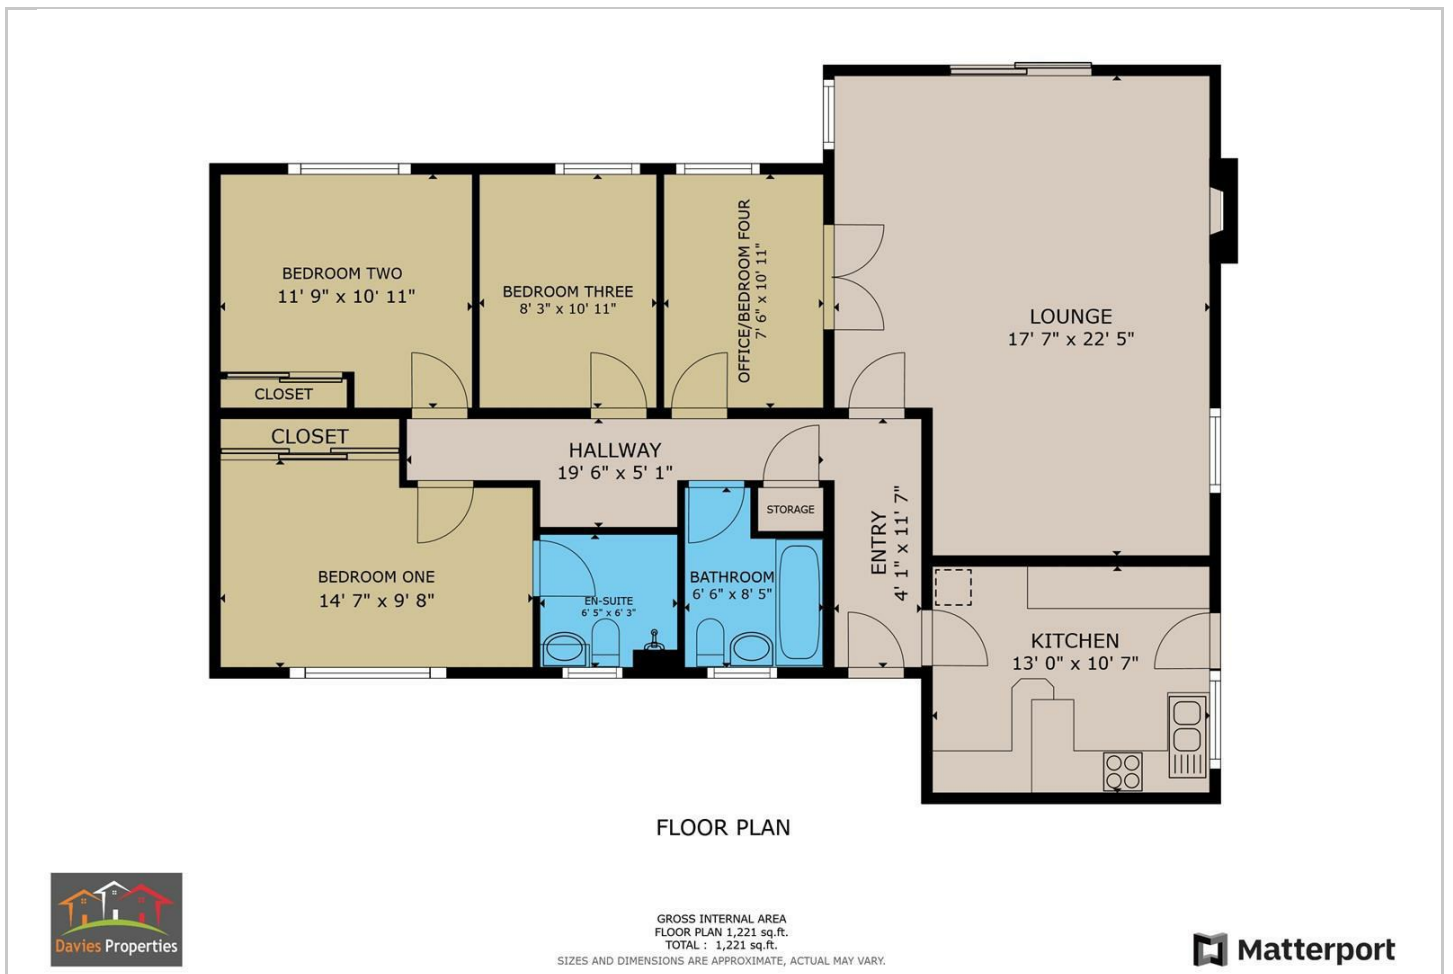 BEDROOM TWO
11' 9" x 10' 11"
CLOSET
BEDROOM THREE
8' 3" x 10' 11"
OFFICE/BEDROOM FOUR
7' 6" x 10' 11"
LOUNGE
17' 7" x 22' 5"
CLOSET
HALLWAY
19' 6" x 5' 1"
STORAGE
ENTRY
4' 1" x 11' 7"
BEDROOM ONE
14' 7" x 9' 8"
EN-SUITE
6' 5" x 6' 3"
BATHROOM
6' 6" x 8' 5"
KITCHEN
13' 0" x 10' 7"
FLOOR PLAN
Davies Properties
GROSS INTERNAL AREA
FLOOR PLAN 1,221 sq.ft.
TOTAL : 1,221 sq.ft.
SIZES AND DIMENSIONS ARE APPROXIMATE, ACTUAL MAY VARY.
Matterport